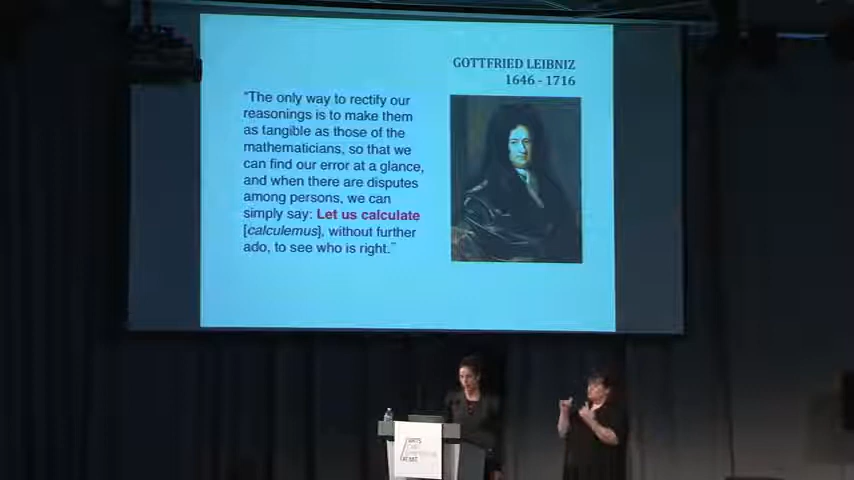 GOTTFRIED LEIBNIZ
1646 - 1716
“The only way to rectify our
reasonings is to make them
as tangible as those of the
mathematicians, so that we
can find our error at a glance,
and when there are disputes
among persons, we can
simply say: Let us calculate
[calculemus], without further
ado, to see who is right.”
ARTS